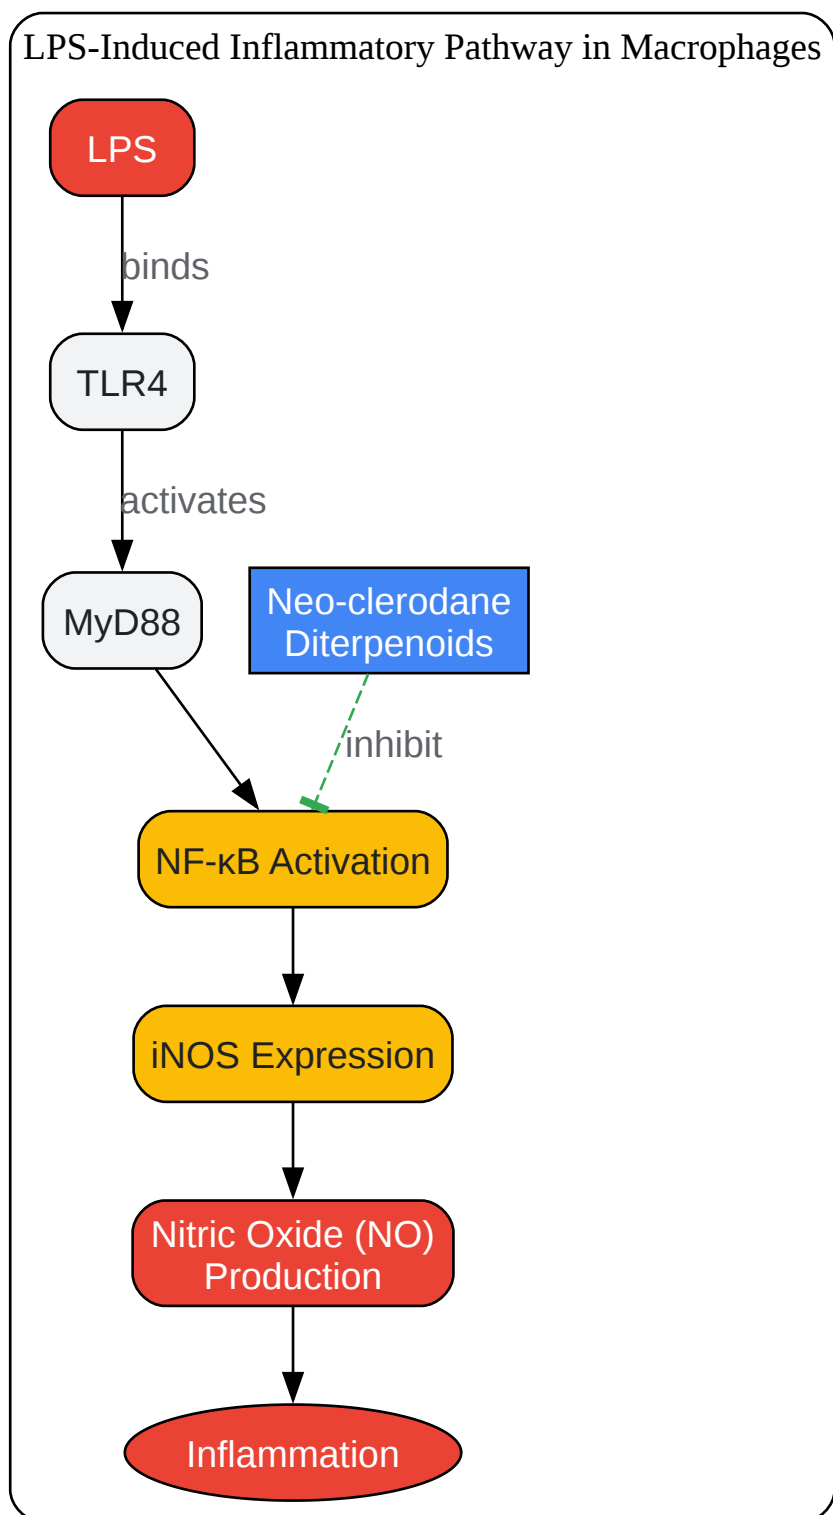 LPS-Induced Inflammatory Pathway in Macrophages
LPS
binds
TLR4
activates
MyD88
Neo-clerodane
Diterpenoids
inhibit
NF-κB Activation
iNOS Expression
Nitric Oxide (NO)
Production
Inflammation